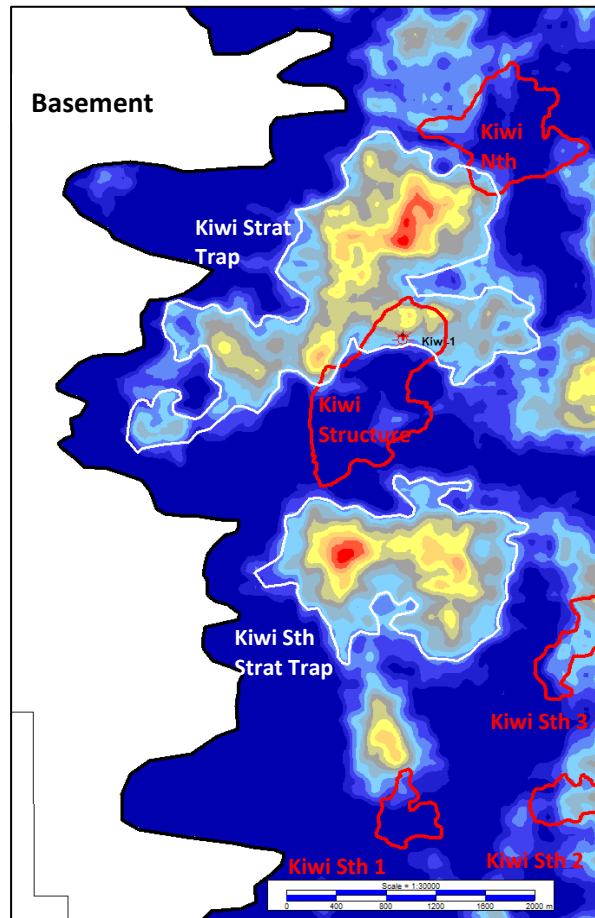 Basement
Kiwi
Nth
Kiwi Strat
Trap
Kiwi-1
Kiwi
Structure
Kiwi Sth
Strat Trap
Kiwi Sth 3
Kiwi Sth 1
Kiwi Sth 2
Scale = 1:30000
0 400 800 1200 1600 2000 m